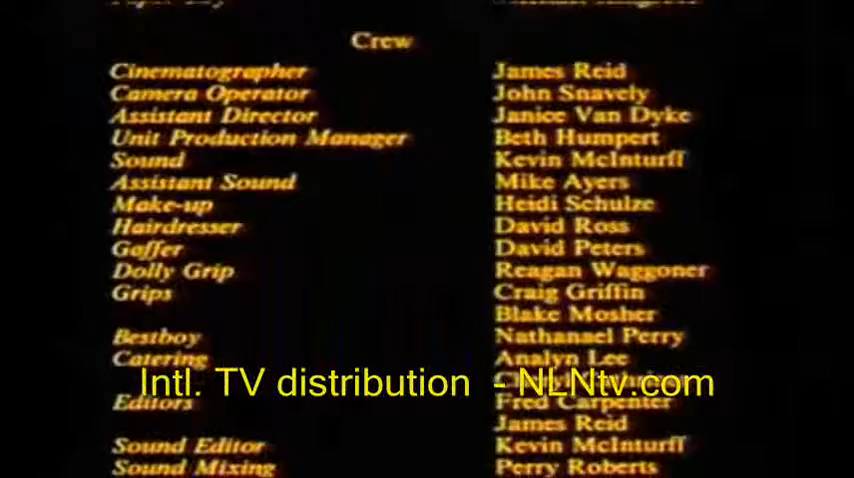 Crew
Cinematographer James Reid
Camera Operator John Snavely
Assistant Director Janice Van Dyke
Unit Production Manager Beth Humpert
Sound Kevin McInturff
Assistant Sound Mike Ayers
Make-up Heidi Schulze
Hairdresser David Ross
Gaffer David Peters
Dolly Grip Reagan Waggoner
Grips Craig Griffin
Blake Mosher
Bestboy Nathanael Perry
Catering Analyn Lee
Intl. TV distribution - NLNtv.com
Editors Fred Carpenter
James Reid
Sound Editor Kevin McInturff
Sound Mixing Perry Roberts